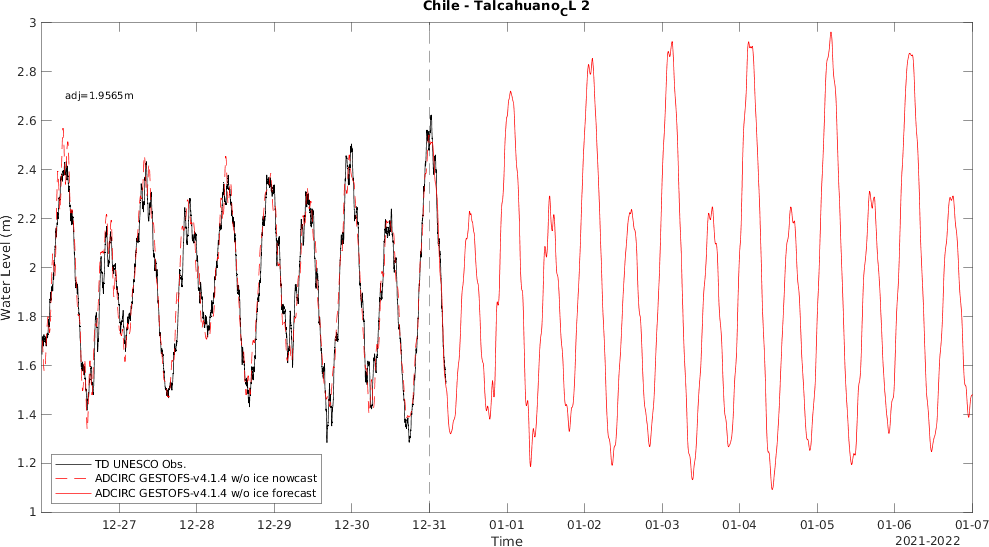 Chile - Talcahuano_CL 2
3
2.8
2.6
2.4
2.2
2
1.8
1.6
1.4
1.2
1
Water Level (m)
adj=1.9565m
TD UNESCO Obs.
ADCIRC GESTOFS-v4.1.4 w/o ice nowcast
ADCIRC GESTOFS-v4.1.4 w/o ice forecast
12-27 12-28 12-29 12-30 12-31 01-01 01-02 01-03 01-04 01-05 01-06 01-07
Time
2021-2022